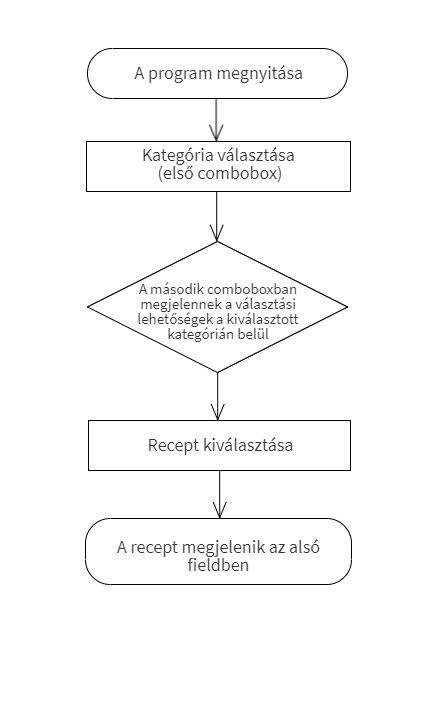 A program megnyitása
Kategória választása
(első combobox)
A második comboboxban
megjelennek a választási
lehetőségek a kiválasztott
kategórián belül
Recept kiválasztása
A recept megjelenik az alsó
fieldben